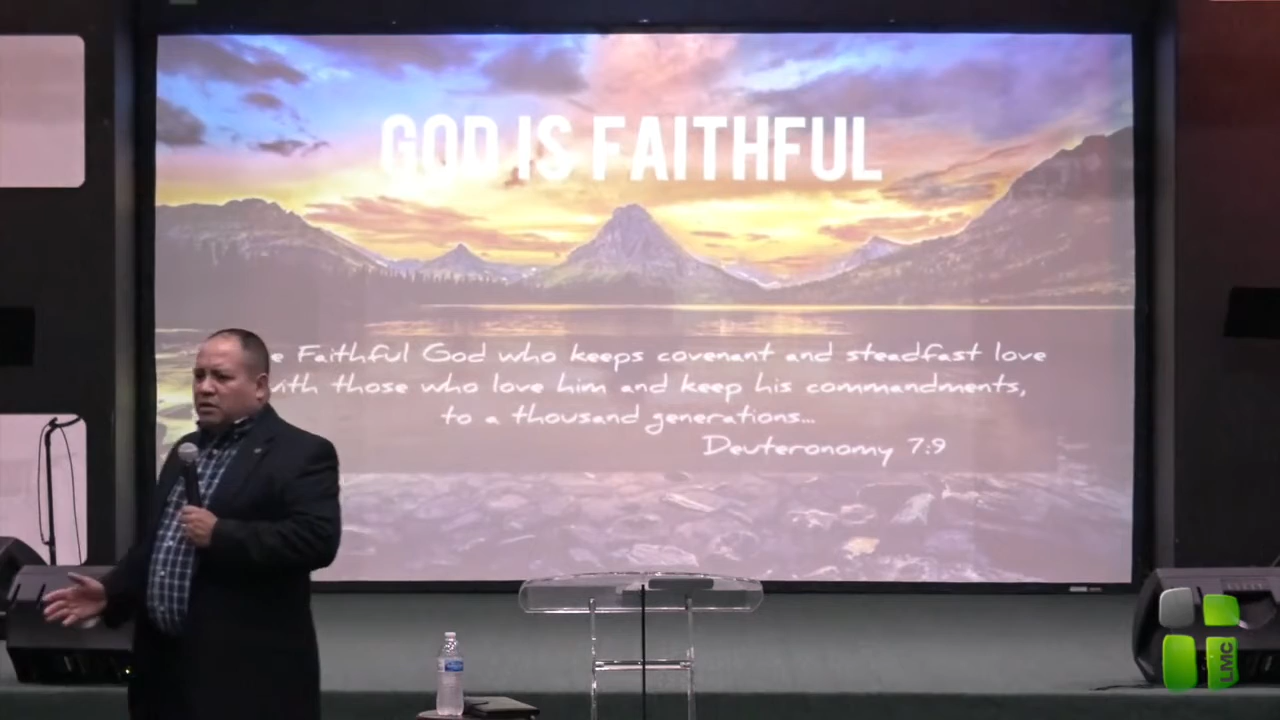 GOD IS FAITHFUL
Faithful God who keeps covenant and steadfast love
with those who love him and keep his commandments,
to a thousand generations...
Deuteronomy 7:9
LMC